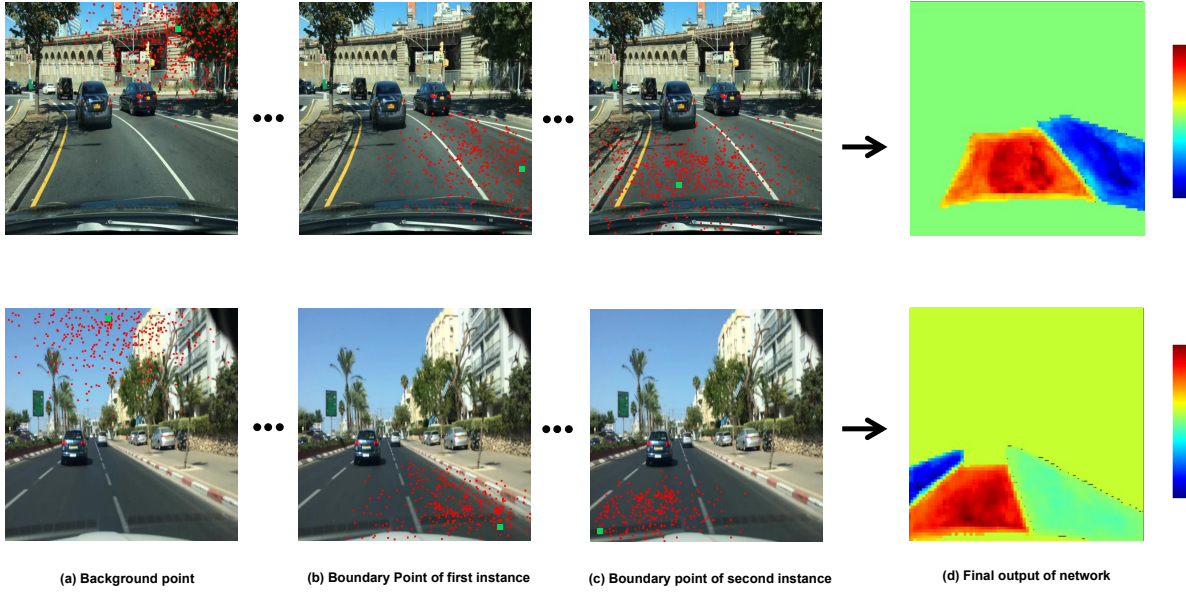 (a) Background point
(b) Boundary Point of first instance
(c) Boundary point of second instance
(d) Final output of network